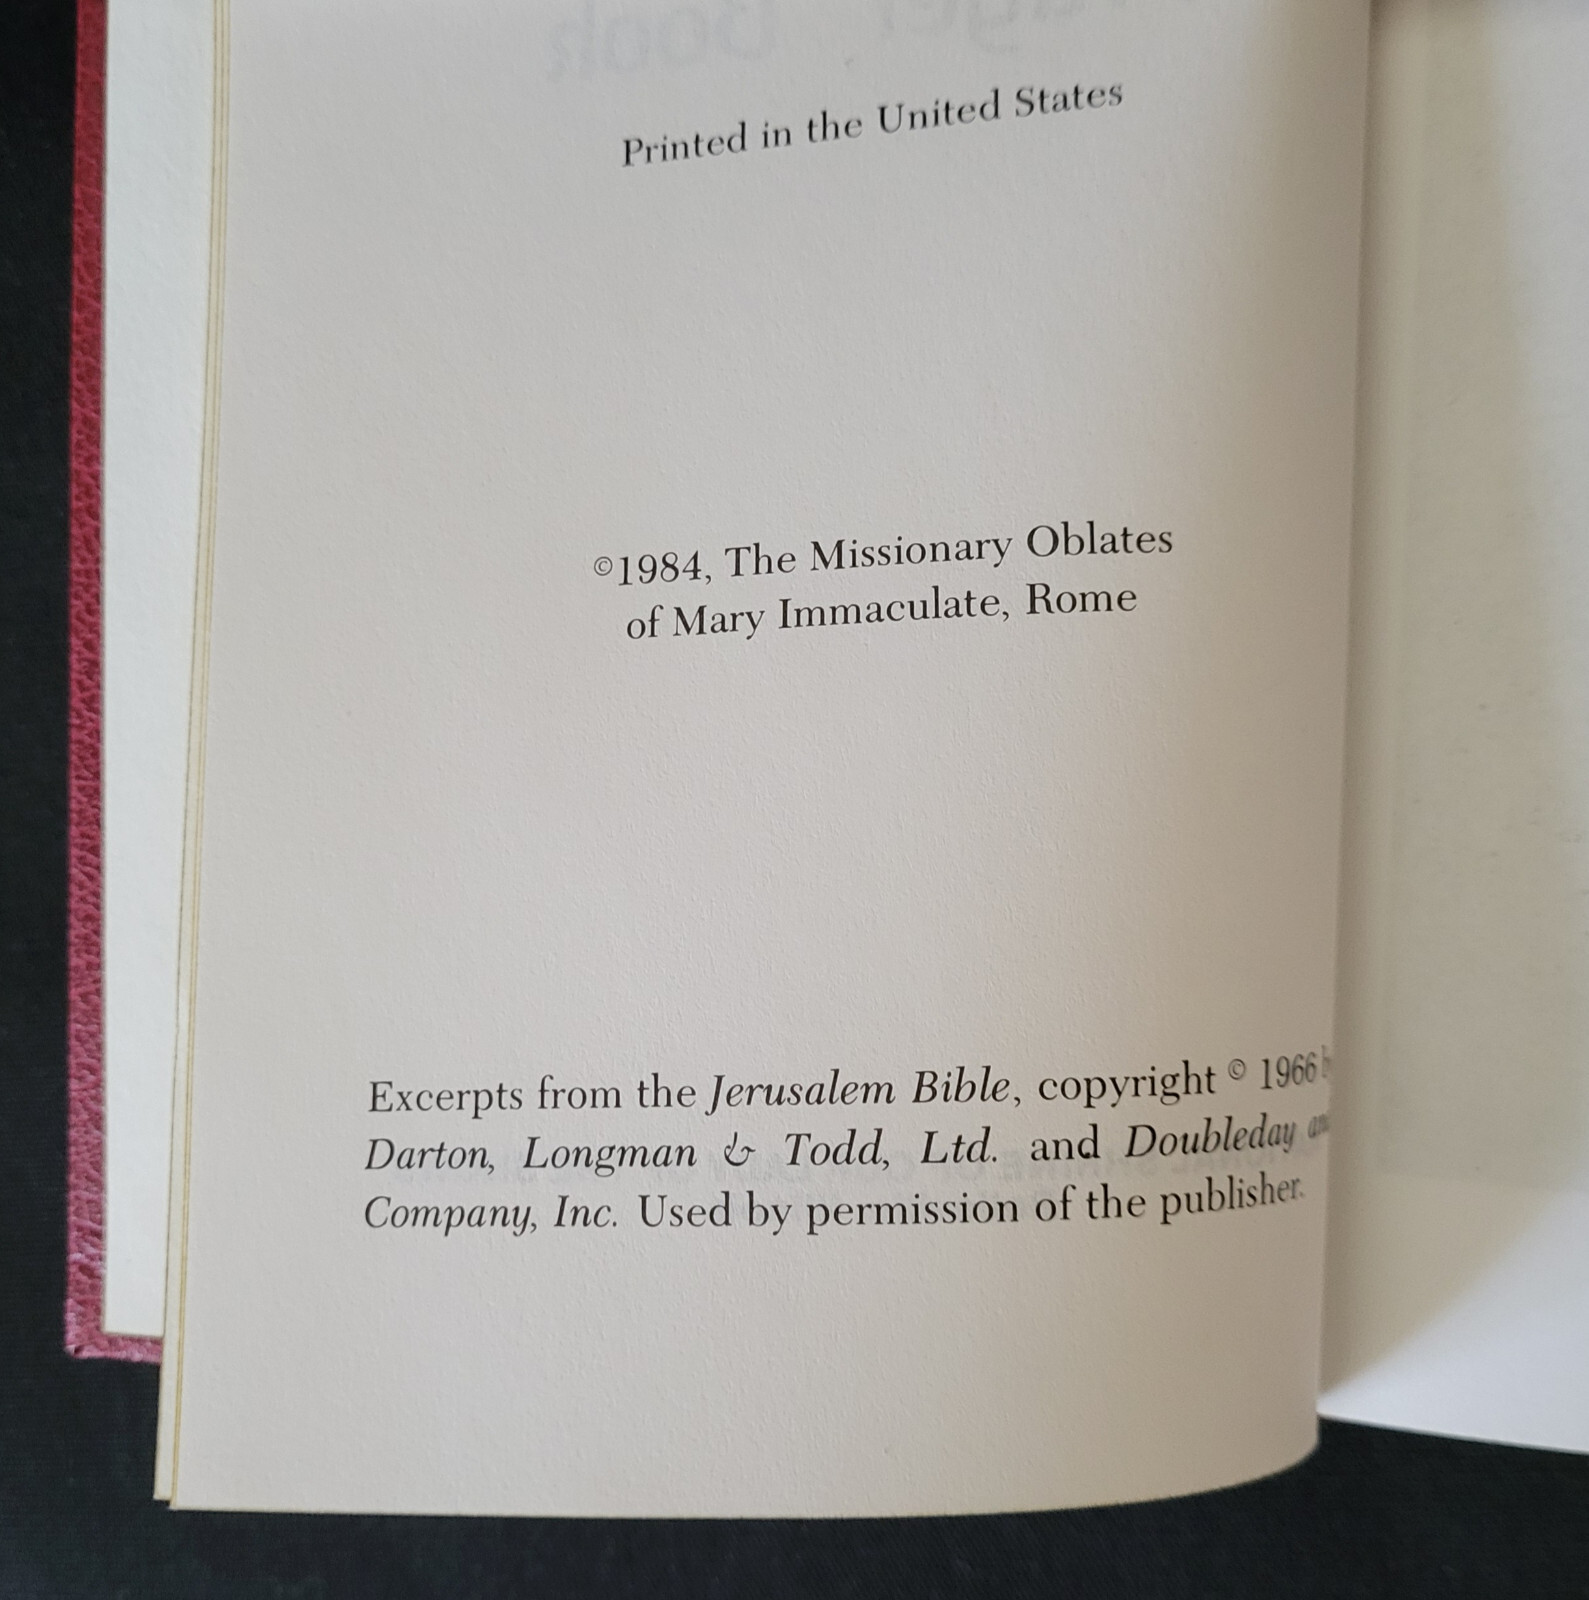 Printed in the United States
©1984, The Missionary Oblates
of Mary Immaculate, Rome
Excerpts from the Jerusalem Bible, copyright © 1966
Darton, Longman & Todd, Ltd. and Doubleday
Company, Inc. Used by permission of the publisher.